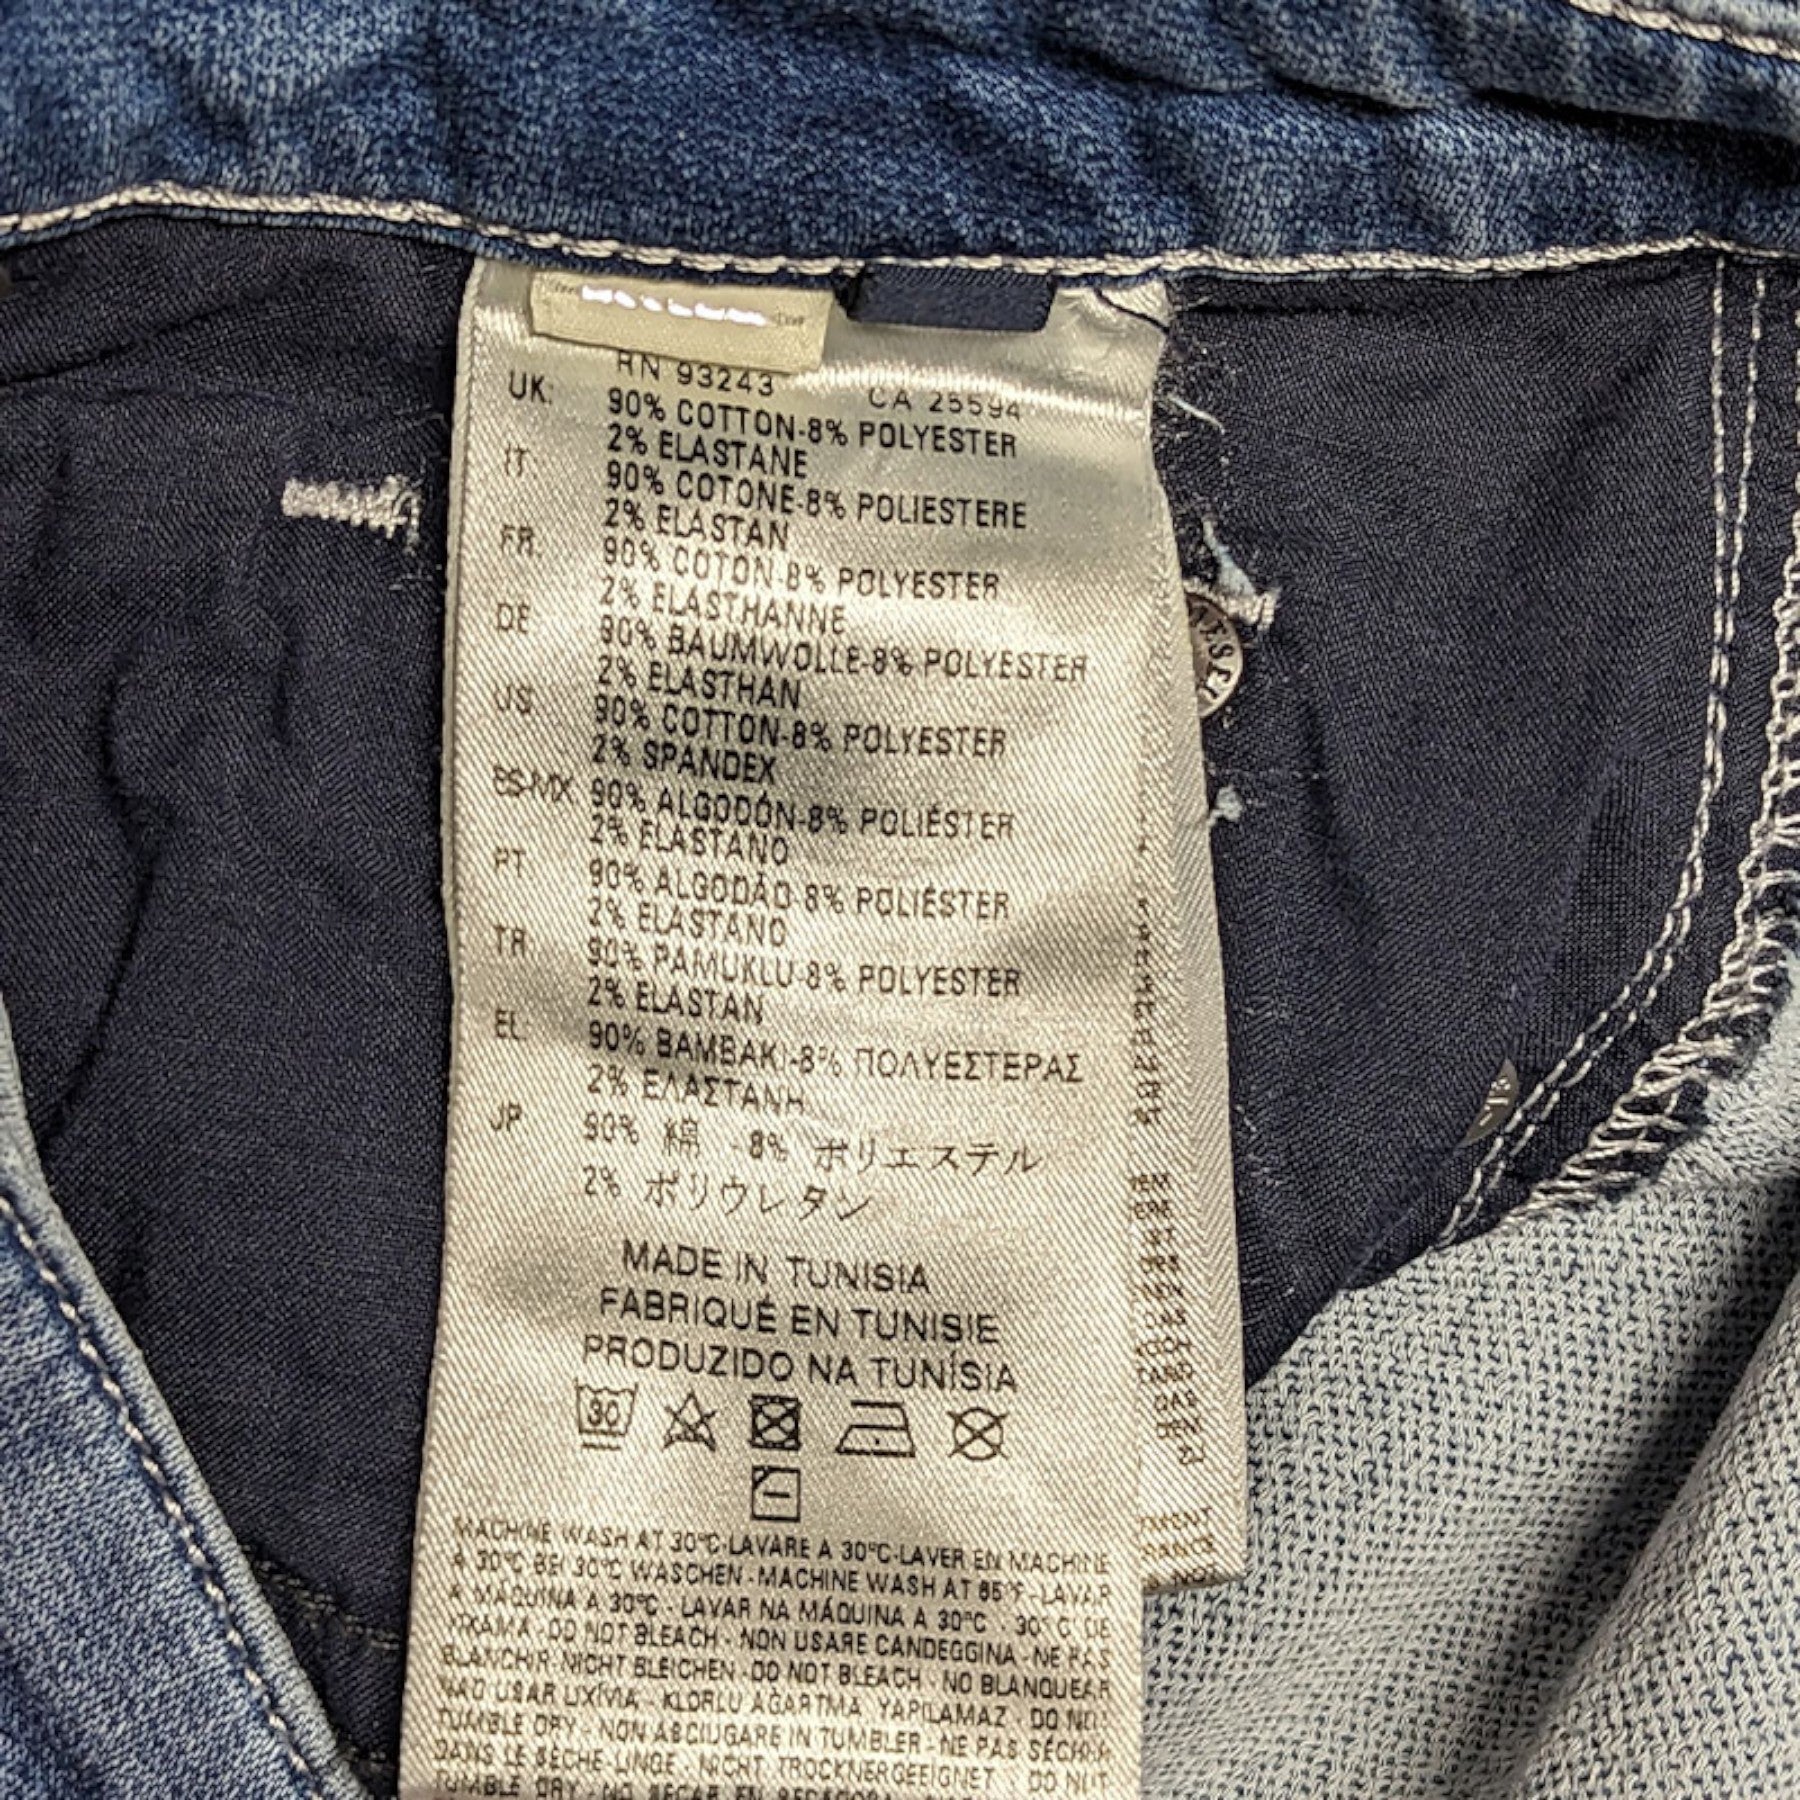 RN 93243 CA 25594
UK: 90% COTTON-8% POLYESTER
2% ELASTANE
IT: 90% COTONE-8% POLIESTERE
2% ELASTAN
FR: 90% COTON-8% POLYESTER
2% ELASTHANNE
DE: 90% BAUMWOLLE-8% POLYESTER
2% ELASTHAN
US: 90% COTTON-8% POLYESTER
2% SPANDEX
ES-MX: 90% ALGODÓN-8% POLIÉSTER
2% ELASTANO
PT: 90% ALGODÃO-8% POLIÉSTER
2% ELASTANO
TR: 90% PAMUKLU-8% POLYESTER
2% ELASTAN
EL: 90% BAMBAKI-8% ΠΟΛΥΕΣΤΕΡΑΣ
2% ΕΛΑΣΤΑΝΗ
JP: 90% 綿 -8% ポリエステル
2% ポリウレタン
MADE IN TUNISIA
FABRIQUÉ EN TUNISIE
PRODUZIDO NA TUNÍSIA
30
MACHINE WASH AT 30°C-LAVARE A 30°C-LAVER EN MACHINE
A 30°C BEI 30°C WASCHEN-MACHINE WASH AT 85°F-LAVAR
A MÁQUINA A 30°C - LAVAR NA MÁQUINA A 30°C - 30°C DE
YIKAMA-DO NOT BLEACH - NON USARE CANDEGGINA - NE PAS
BLANCHIR-NICHT BLEICHEN-DO NOT BLEACH - NO BLANQUEAR
NÃO USAR LIXÍVIA - KLORLU AĞARTMA YAPILAMAZ - DO NOT
TUMBLE DRY - NON ASCIUGARE IN TUMBLER - NE PAS SÉCHER
DANS LE SÈCHE-LINGE - NICHT TROCKNERGEEIGNET - DO NOT
TUMBLE DRY - NO SECAR EN SECADORA